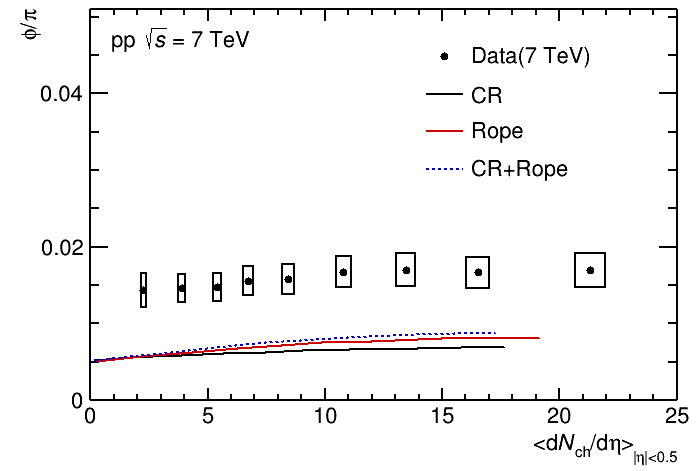 ϕ/π
pp √s = 7 TeV
Data(7 TeV)
CR
Rope
CR+Rope
0.04
0.02
0
0 5 10 15 20 25
<dNch/dη>|η|<0.5